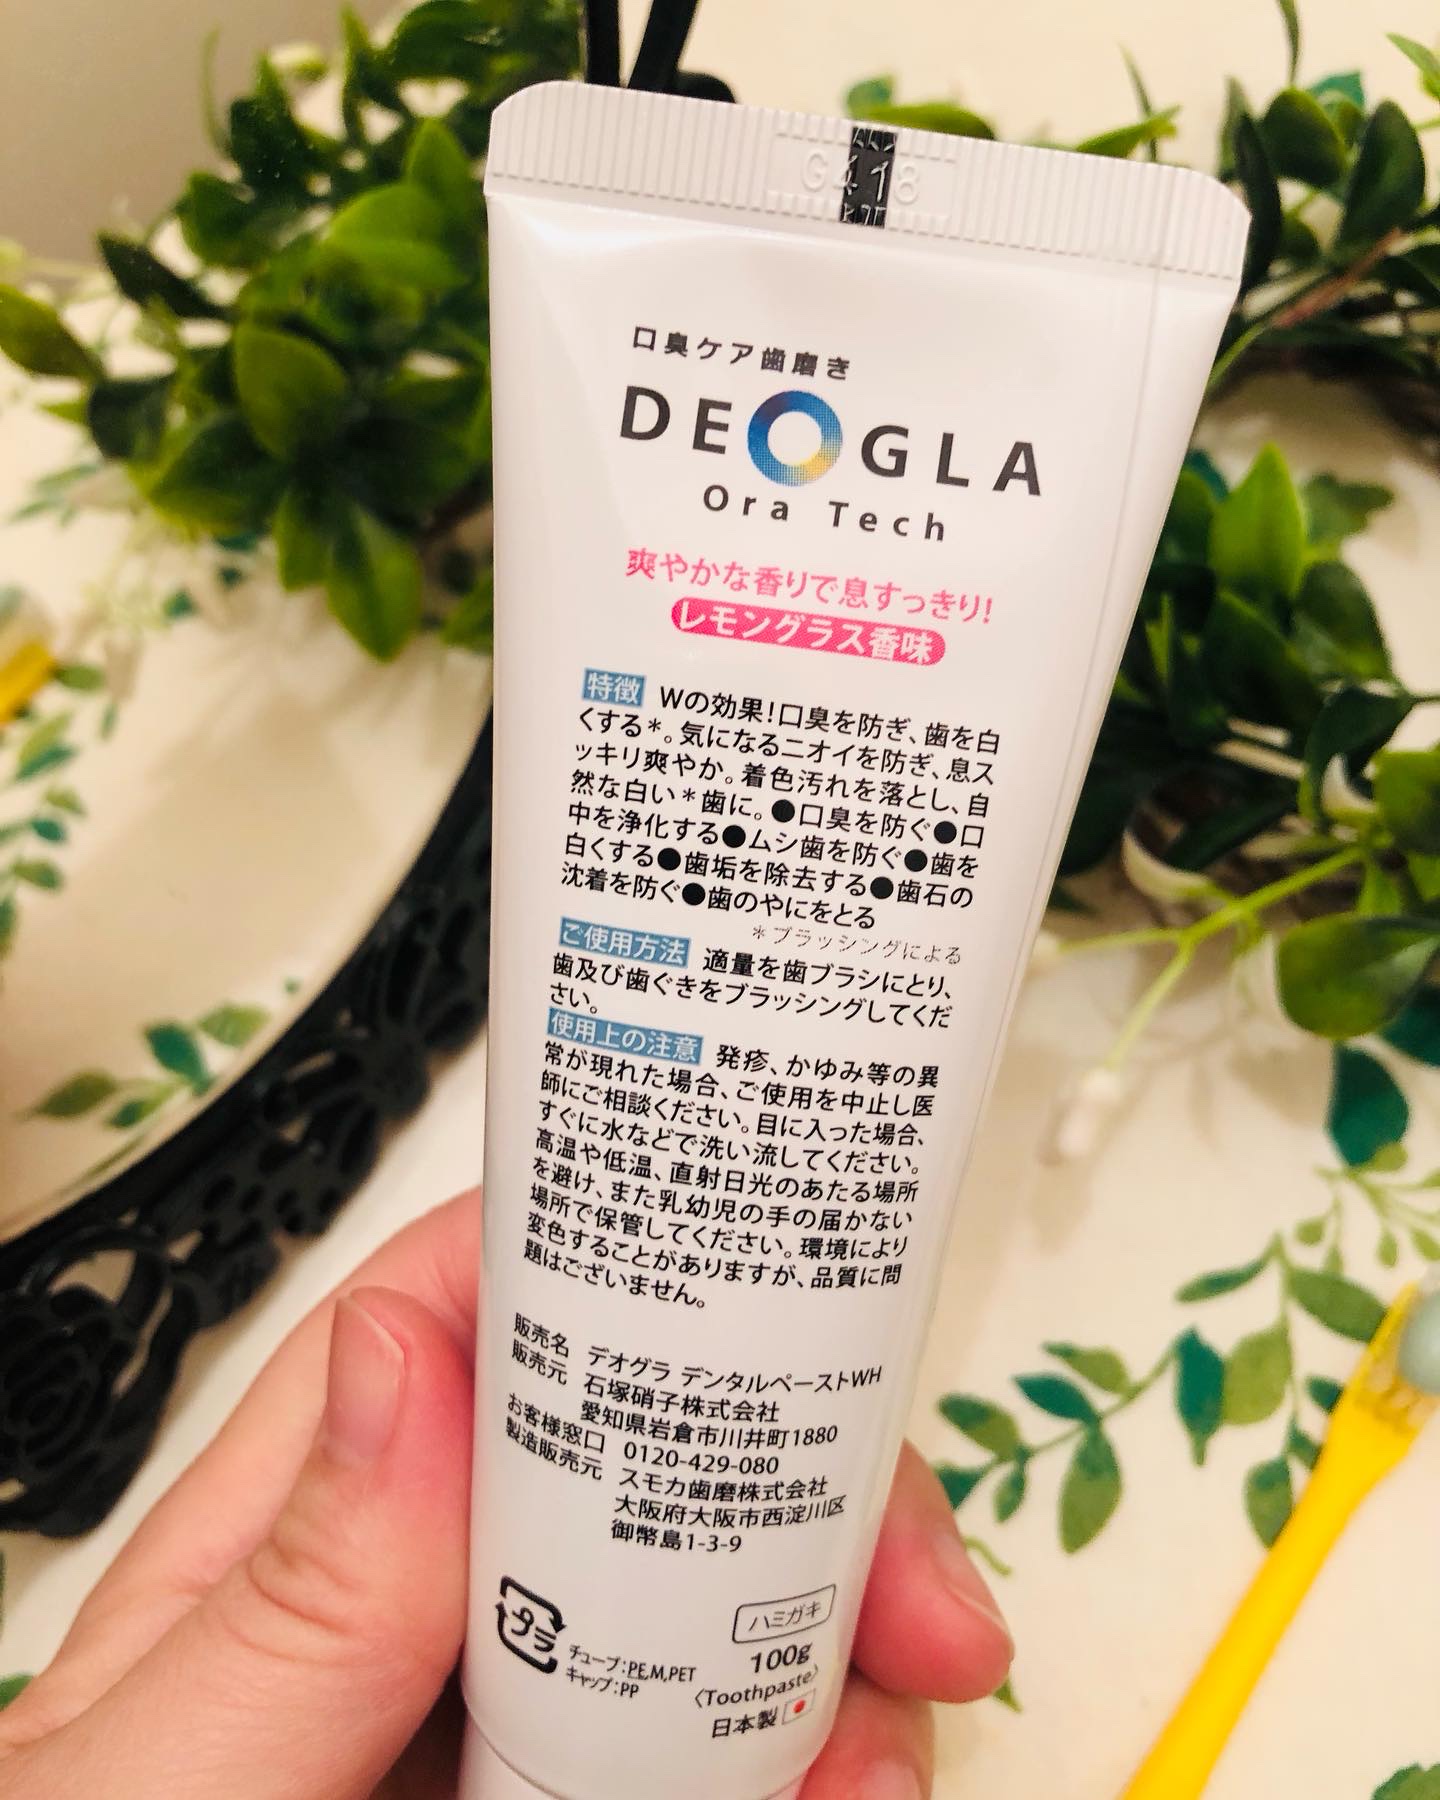 G418
口臭ケア歯磨き
DEOGLA
Ora Tech
爽やかな香りで息すっきり!
レモングラス香味
特徴 Wの効果!口臭を防ぎ、歯を白
くする*。気になるニオイを防ぎ、息ス
ッキリ爽やか。着色汚れを落とし、自
然な白い*歯に。●口臭を防ぐ●口
中を浄化する●ムシ歯を防ぐ●歯を
白くする●歯垢を除去する●歯石の
沈着を防ぐ●歯のやにをとる
*ブラッシングによる
ご使用方法 適量を歯ブラシにとり、
歯及び歯ぐきをブラッシングしてくだ
さい。
使用上の注意 発疹、かゆみ等の異
常が現れた場合、ご使用を中止し医
師にご相談ください。目に入った場合、
すぐに水などで洗い流してください。
高温や低温、直射日光のあたる場所
を避け、また乳幼児の手の届かない
場所で保管してください。環境により
変色することがありますが、品質に問
題はございません。
販売名 デオグラ デンタルペーストWH
販売元 石塚硝子株式会社
愛知県岩倉市川井町1880
お客様窓口 0120-429-080
製造販売元 スモカ歯磨株式会社
大阪府大阪市西淀川区
御幣島1-3-9
プラ
チューブ:PE,M,PET
キャップ:PP
ハミガキ
100g
〈Toothpaste〉
日本製